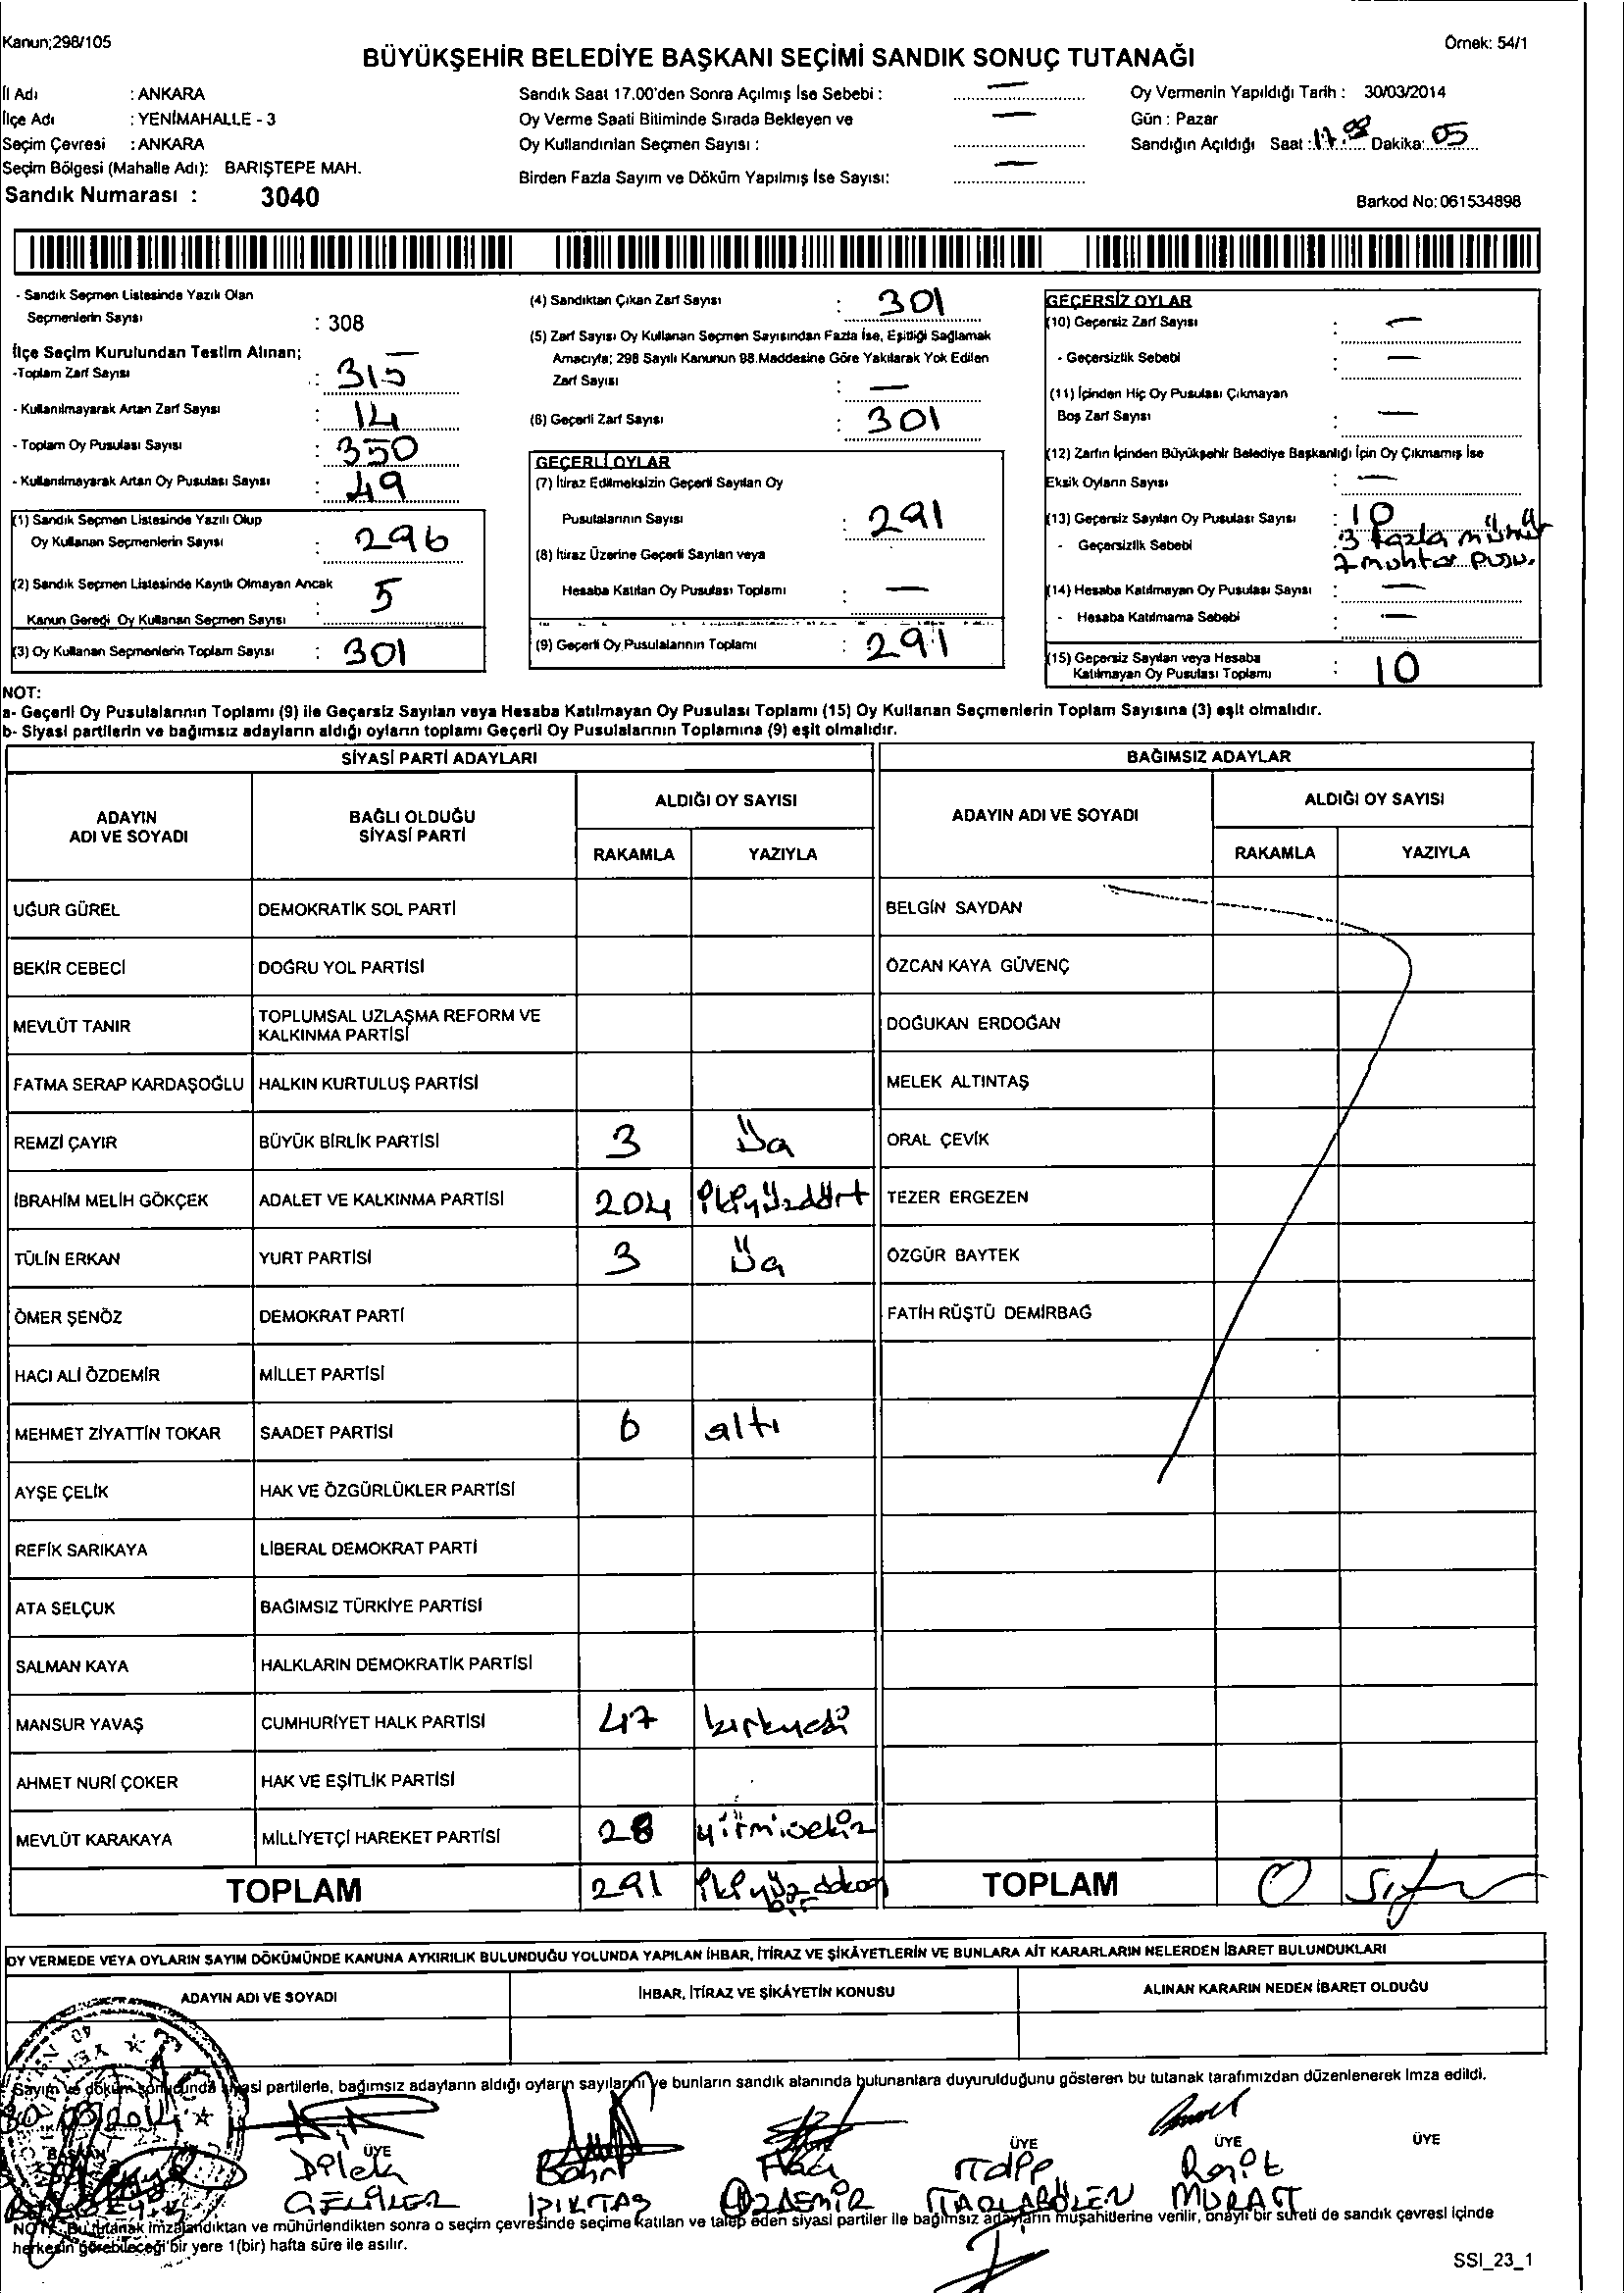 Kanun;298/105
Örnek: 54/1
BÜYÜKŞEHİR BELEDİYE BAŞKANI SEÇİMİ SANDIK SONUÇ TUTANAĞI
İl Adı : ANKARA
İlçe Adı : YENİMAHALLE - 3
Seçim Çevresi : ANKARA
Seçim Bölgesi (Mahalle Adı): BARIŞTEPE MAH.
Sandık Numarası : 3040
Sandık Saat 17.00'den Sonra Açılmış İse Sebebi : —
Oy Verme Saati Bitiminde Sırada Bekleyen ve —
Oy Kullandırılan Seçmen Sayısı :
Birden Fazla Sayım ve Döküm Yapılmış İse Sayısı: —
Oy Vermenin Yapıldığı Tarih : 30/03/2014
Gün : Pazar
Sandığın Açıldığı Saat : Dakika: 05
Barkod No: 061534898
- Sandık Seçmen Listesinde Yazılı Olan
Seçmenlerin Sayısı : 308
İlçe Seçim Kurulundan Teslim Alınan;
-Toplam Zarf Sayısı : 315
- Kullanılmayarak Artan Zarf Sayısı : 14
- Toplam Oy Pusulası Sayısı : 350
- Kullanılmayarak Artan Oy Pusulası Sayısı : 49
(1) Sandık Seçmen Listesinde Yazılı Olup
Oy Kullanan Seçmenlerin Sayısı : 296
(2) Sandık Seçmen Listesinde Kayıtlı Olmayan Ancak
Kanun Gereği Oy Kullanan Seçmen Sayısı : 5
(3) Oy Kullanan Seçmenlerin Toplam Sayısı : 301
(4) Sandıktan Çıkan Zarf Sayısı : 301
(5) Zarf Sayısı Oy Kullanan Seçmen Sayısından Fazla İse, Eşitliği Sağlamak
Amacıyla; 298 Sayılı Kanunun 98.Maddesine Göre Yakılarak Yok Edilen
Zarf Sayısı : —
(6) Geçerli Zarf Sayısı : 301
GEÇERLİ OYLAR
(7) İtiraz Edilmeksizin Geçerli Sayılan Oy
Pusulalarının Sayısı : 291
(8) İtiraz Üzerine Geçerli Sayılan veya
Hesaba Katılan Oy Pusulası Toplamı : —
(9) Geçerli Oy Pusulalarının Toplamı : 291
GEÇERSİZ OYLAR
(10) Geçersiz Zarf Sayısı : —
- Geçersizlik Sebebi : —
(11) İçinden Hiç Oy Pusulası Çıkmayan
Boş Zarf Sayısı : —
(12) Zarfın İçinden Büyükşehir Belediye Başkanlığı İçin Oy Çıkmamış İse
Eksik Oyların Sayısı : —
(13) Geçersiz Sayılan Oy Pusulası Sayısı : 10
- Geçersizlik Sebebi : 3 fazla mühür
7 muhtar pusu.
(14) Hesaba Katılmayan Oy Pusulası Sayısı : —
- Hesaba Katılmama Sebebi : —
(15) Geçersiz Sayılan veya Hesaba
Katılmayan Oy Pusulası Toplamı : 10
NOT:
a- Geçerli Oy Pusulalarının Toplamı (9) ile Geçersiz Sayılan veya Hesaba Katılmayan Oy Pusulası Toplamı (15) Oy Kullanan Seçmenlerin Toplam Sayısına (3) eşit olmalıdır.
b- Siyasi partilerin ve bağımsız adayların aldığı oyların toplamı Geçerli Oy Pusulalarının Toplamına (9) eşit olmalıdır.
SİYASİ PARTİ ADAYLARI
BAĞIMSIZ ADAYLAR
ADAYIN ADI VE SOYADI
BAĞLI OLDUĞU SİYASİ PARTİ
ALDIĞI OY SAYISI
RAKAMLA YAZIYLA
ADAYIN ADI VE SOYADI
ALDIĞI OY SAYISI
RAKAMLA YAZIYLA
UĞUR GÜREL DEMOKRATİK SOL PARTİ BELGİN SAYDAN
BEKİR CEBECİ DOĞRU YOL PARTİSİ ÖZCAN KAYA GÜVENÇ
MEVLÜT TANIR TOPLUMSAL UZLAŞMA REFORM VE KALKINMA PARTİSİ DOĞUKAN ERDOĞAN
FATMA SERAP KARDAŞOĞLU HALKIN KURTULUŞ PARTİSİ MELEK ALTINTAŞ
REMZİ ÇAYIR BÜYÜK BİRLİK PARTİSİ 3 Üç ORAL ÇEVİK
İBRAHİM MELİH GÖKÇEK ADALET VE KALKINMA PARTİSİ 204 ikiyüzdört TEZER ERGEZEN
TÜLİN ERKAN YURT PARTİSİ 3 Üç ÖZGÜR BAYTEK
ÖMER ŞENÖZ DEMOKRAT PARTİ FATİH RÜŞTÜ DEMİRBAĞ
HACI ALİ ÖZDEMİR MİLLET PARTİSİ
MEHMET ZİYATTİN TOKAR SAADET PARTİSİ 6 altı
AYŞE ÇELİK HAK VE ÖZGÜRLÜKLER PARTİSİ
REFİK SARIKAYA LİBERAL DEMOKRAT PARTİ
ATA SELÇUK BAĞIMSIZ TÜRKİYE PARTİSİ
SALMAN KAYA HALKLARIN DEMOKRATİK PARTİSİ
MANSUR YAVAŞ CUMHURİYET HALK PARTİSİ 47 kırkyedi
AHMET NURİ ÇOKER HAK VE EŞİTLİK PARTİSİ
MEVLÜT KARAKAYA MİLLİYETÇİ HAREKET PARTİSİ 28 yirmisekiz
TOPLAM 291 TOPLAM 0 Sıfır
OY VERMEDE VEYA OYLARIN SAYIM DÖKÜMÜNDE KANUNA AYKIRILIK BULUNDUĞU YOLUNDA YAPILAN İHBAR, İTİRAZ VE ŞİKÂYETLERİN VE BUNLARA AİT KARARLARIN NELERDEN İBARET BULUNDUKLARI
ADAYIN ADI VE SOYADI İHBAR, İTİRAZ VE ŞİKÂYETİN KONUSU ALINAN KARARIN NEDEN İBARET OLDUĞU
Sayım ve döküm sonucunda siyasi partilerle, bağımsız adayların aldığı oyların sayılarını ve bunların sandık alanında bulunanlara duyurulduğunu gösteren bu tutanak tarafımızdan düzenlenerek imza edildi.
BAŞKAN ÜYE ÜYE ÜYE ÜYE
Dilek Hacı Raşit
GELİLER ÖZDEMİR MURAT
NOT: Bu tutanak imzalandıktan ve mühürlendikten sonra o seçim çevresinde seçime katılan ve talep eden siyasi partiler ile bağımsız adayların müşahitlerine verilir, onaylı bir sureti de sandık çevresi içinde
herkesin görebileceği bir yere 1(bir) hafta süre ile asılır.
SSI_23_1